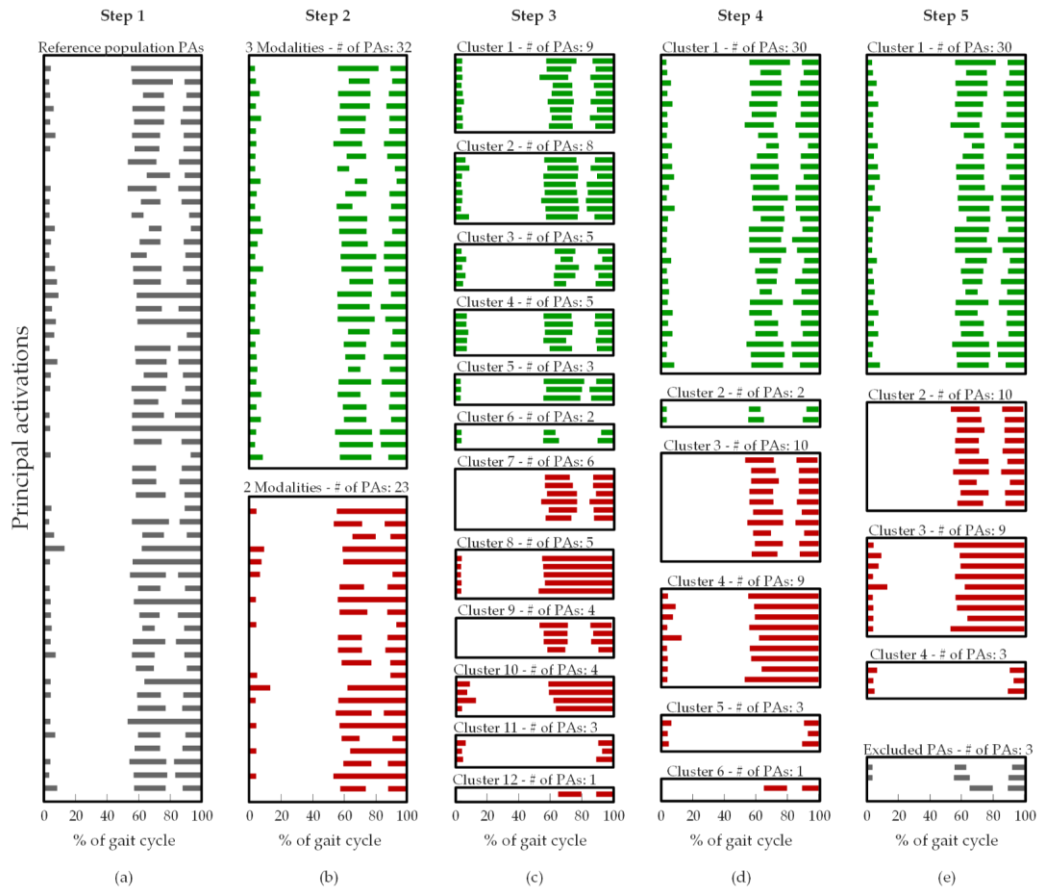 Step 1
Step 2
Step 3
Step 4
Step 5
Principal activations
Reference population PAs
0 20 40 60 80 100
% of gait cycle
(a)
3 Modalities - # of PAs: 32
2 Modalities - # of PAs: 23
0 20 40 60 80 100
% of gait cycle
(b)
Cluster 1 - # of PAs: 9
Cluster 2 - # of PAs: 8
Cluster 3 - # of PAs: 5
Cluster 4 - # of PAs: 5
Cluster 5 - # of PAs: 3
Cluster 6 - # of PAs: 2
Cluster 7 - # of PAs: 6
Cluster 8 - # of PAs: 5
Cluster 9 - # of PAs: 4
Cluster 10 - # of PAs: 4
Cluster 11 - # of PAs: 3
Cluster 12 - # of PAs: 1
0 20 40 60 80 100
% of gait cycle
(c)
Cluster 1 - # of PAs: 30
Cluster 2 - # of PAs: 2
Cluster 3 - # of PAs: 10
Cluster 4 - # of PAs: 9
Cluster 5 - # of PAs: 3
Cluster 6 - # of PAs: 1
0 20 40 60 80 100
% of gait cycle
(d)
Cluster 1 - # of PAs: 30
Cluster 2 - # of PAs: 10
Cluster 3 - # of PAs: 9
Cluster 4 - # of PAs: 3
Excluded PAs - # of PAs: 3
0 20 40 60 80 100
% of gait cycle
(e)